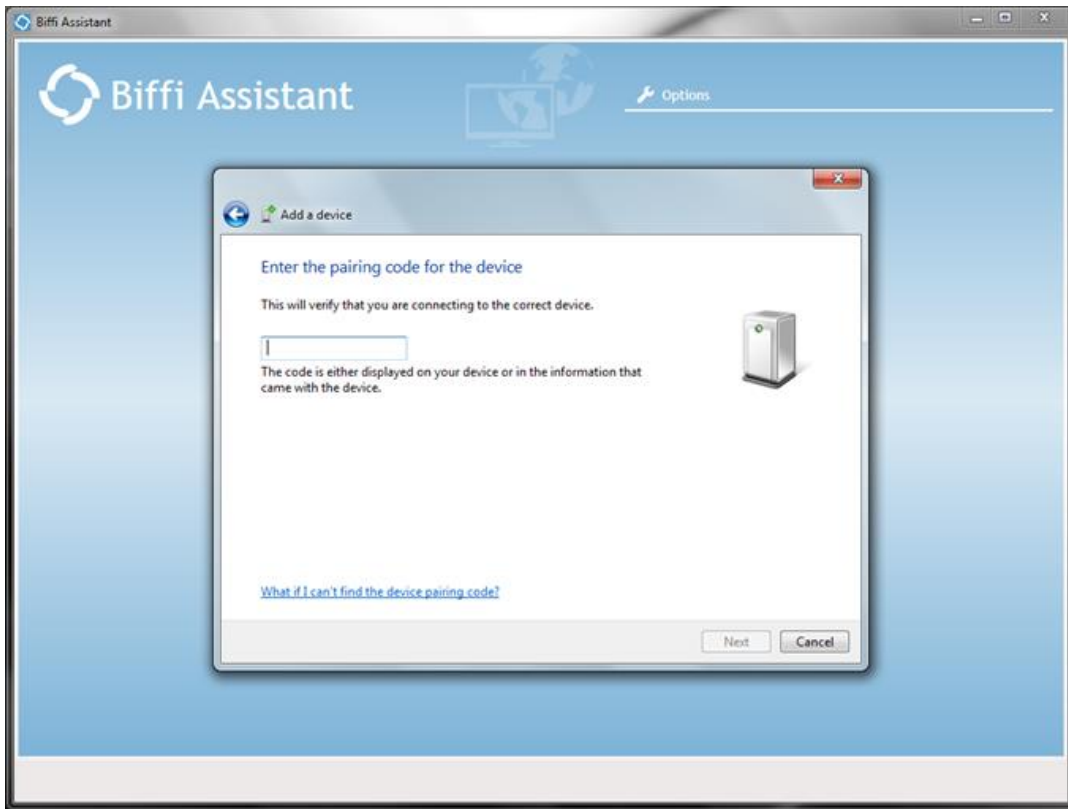 Biffi Assistant
Biffi Assistant
Options
Add a device
Enter the pairing code for the device
This will verify that you are connecting to the correct device.
The code is either displayed on your device or in the information that
came with the device.
What if I can't find the device pairing code?
Next Cancel